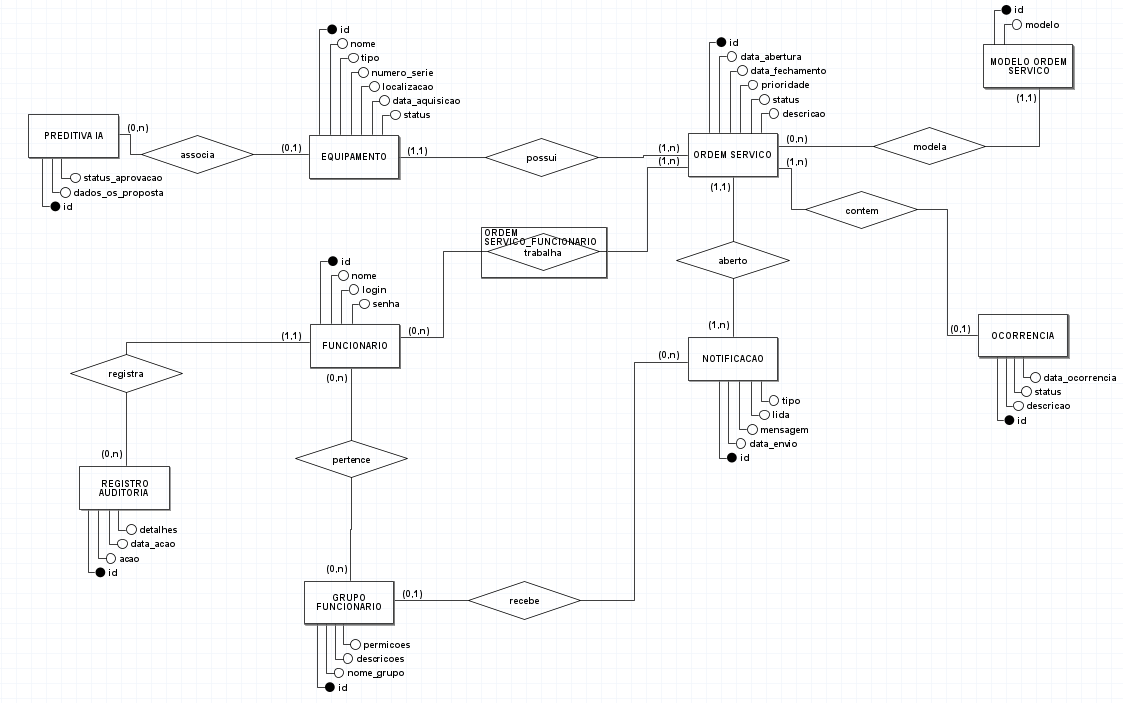 id
modelo
MODELO ORDEM
SERVICO
(1,1)
id
nome
tipo
numero_serie
localizacao
data_aquisicao
status
id
data_abertura
data_fechamento
prioridade
status
descricao
PREDITIVA IA
(0,n)
associa
(0,1)
EQUIPAMENTO
(1,1)
possui
(1,n)
(1,n)
ORDEM SERVICO
(0,n)
(1,n)
(1,1)
modela
status_aprovacao
dados_os_proposta
id
contem
ORDEM
SERVICO_FUNCIONARIO
trabalha
aberto
id
nome
login
senha
(1,1)
FUNCIONARIO
(0,n)
(0,n)
(1,n)
(0,n)
NOTIFICACAO
(0,1)
OCORRENCIA
registra
data_ocorrencia
status
descricao
id
tipo
lida
mensagem
data_envio
id
(0,n)
pertence
REGISTRO
AUDITORIA
detalhes
data_acao
acao
id
(0,n)
GRUPO
FUNCIONARIO
(0,1)
recebe
permicoes
descricoes
nome_grupo
id